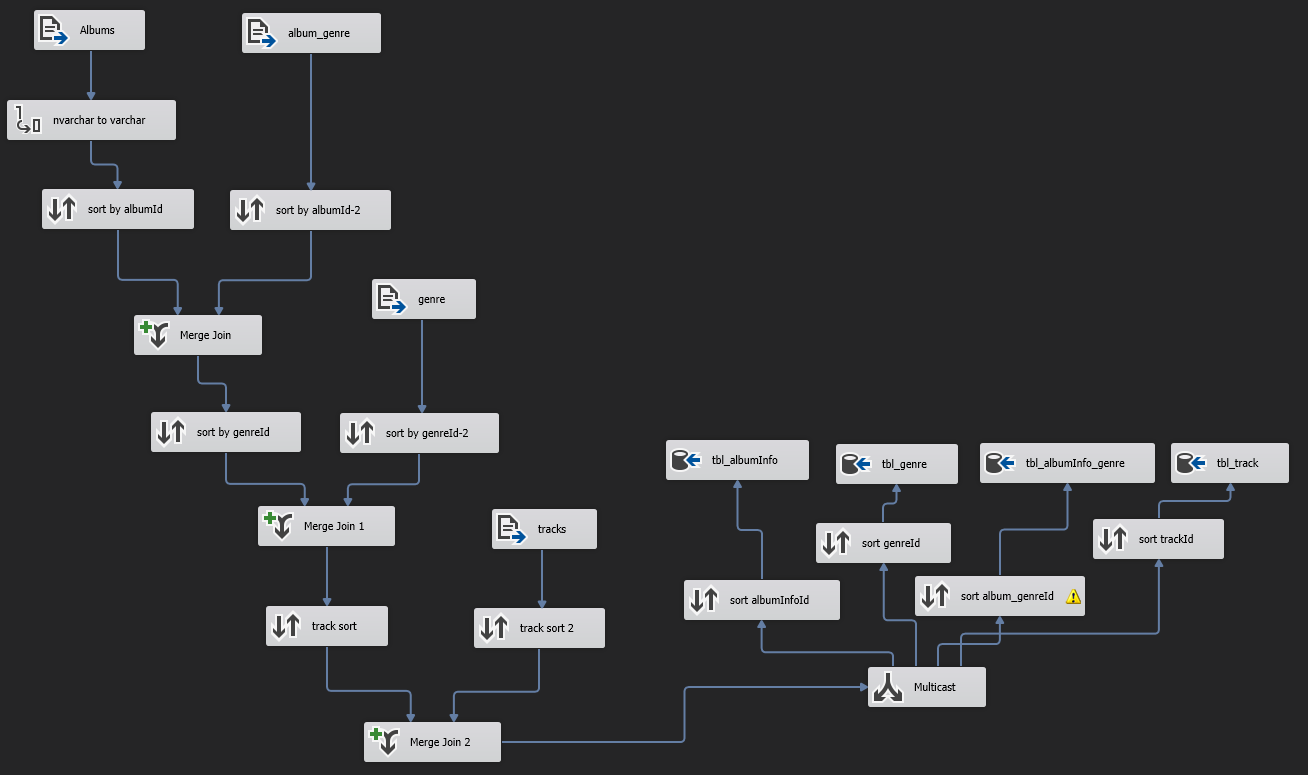 Albums
album_genre
nvarchar to varchar
sort by albumId
sort by albumId-2
genre
Merge Join
sort by genreId
sort by genreId-2
tbl_albumInfo
tbl_genre
tbl_albumInfo_genre
tbl_track
Merge Join 1
tracks
sort genreId
sort trackId
sort albumInfoId
sort album_genreId
track sort
track sort 2
Multicast
Merge Join 2